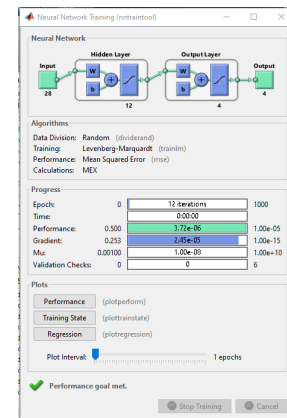 Neural Network Training (nntraintool)
Neural Network
Hidden Layer Output Layer
Input Output
W W
b b
28 4
12 4
Algorithms
Data Division: Random (dividerand)
Training: Levenberg-Marquardt (trainlm)
Performance: Mean Squared Error (mse)
Calculations: MEX
Progress
Epoch: 0 12 iterations 1000
Time: 0:00:00
Performance: 0.500 3.72e-06 1.00e-05
Gradient: 0.253 2.45e-05 1.00e-15
Mu: 0.00100 1.00e-08 1.00e+10
Validation Checks: 0 0 6
Plots
Performance (plotperform)
Training State (plottrainstate)
Regression (plotregression)
Plot Interval: 1 epochs
Performance goal met.
Stop Training Cancel